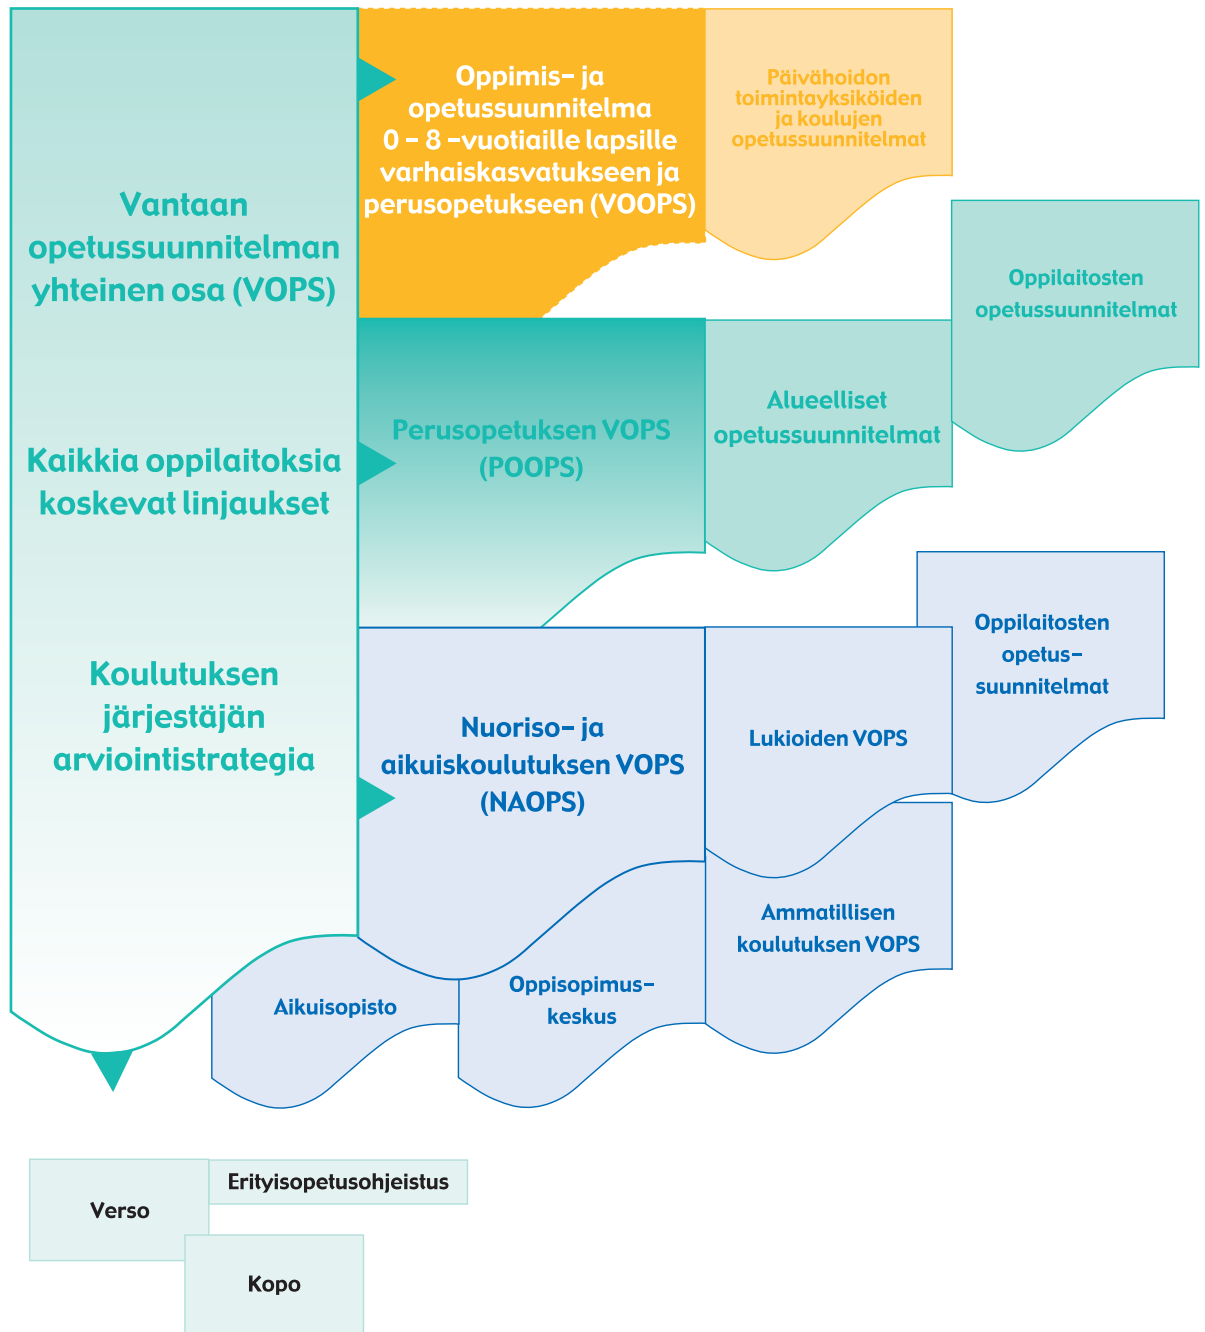 Vantaan
opetussuunnitelman
yhteinen osa (VOPS)
Kaikkia oppilaitoksia
koskevat linjaukset
Koulutuksen
järjestäjän
arviointistrategia
Oppimis- ja
opetussuunnitelma
0 - 8 -vuotiaille lapsille
varhaiskasvatukseen ja
perusopetukseen (VOOPS)
Päivähoidon
toimintayksiköiden
ja koulujen
opetussuunnitelmat
Perusopetuksen VOPS
(POOPS)
Alueelliset
opetussuunnitelmat
Oppilaitosten
opetussuunnitelmat
Nuoriso- ja
aikuiskoulutuksen VOPS
(NAOPS)
Lukioiden VOPS
Oppilaitosten
opetus-
suunnitelmat
Ammatillisen
koulutuksen VOPS
Oppisopimus-
keskus
Aikuisopisto
Verso
Erityisopetusohjeistus
Kopo